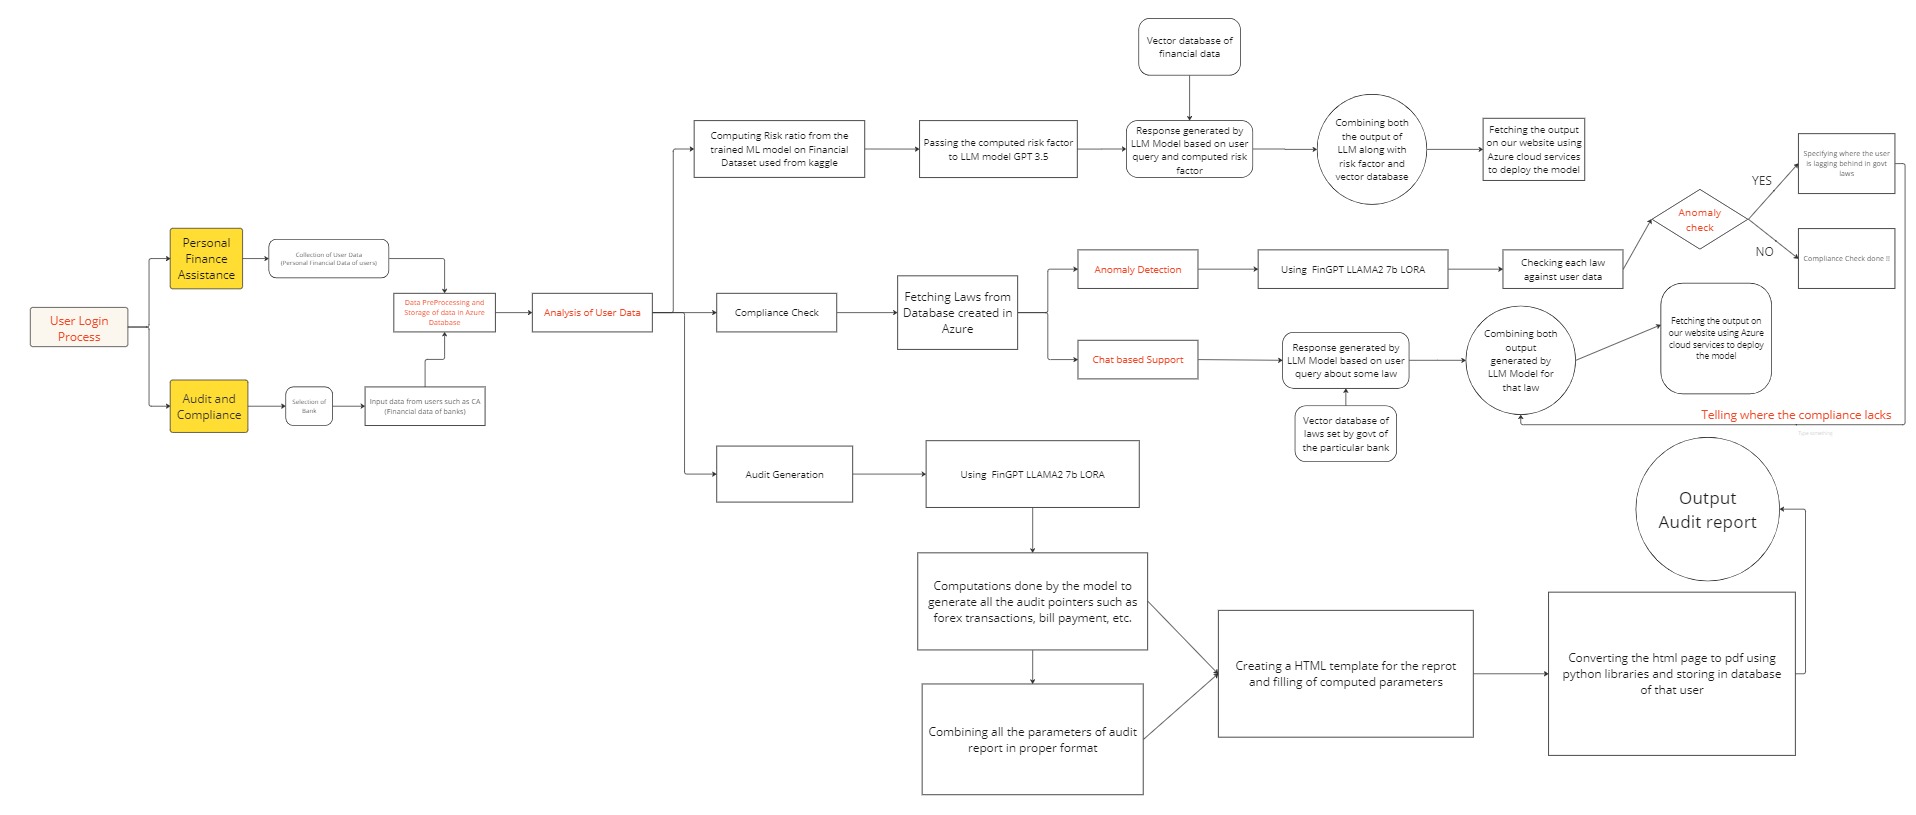 Vector database of
financial data
Computing Risk ratio from the
trained ML model on Financial
Dataset used from kaggle
Passing the computed risk factor
to LLM model GPT 3.5
Response generated by
LLM Model based on user
query and computed risk
factor
Combining both
the output of
LLM along with
risk factor and
vector database
Fetching the output
on our website using
Azure cloud services
to deploy the model
Specifying where the user
is lagging behind in govt
laws
YES
Anomaly
check
NO
Compliance Check done !!
Personal
Finance
Assistance
Collection of User Data
(Personal Financial Data of users)
Data PreProcessing and
Storage of data in Azure
Database
User Login
Process
Analysis of User Data
Compliance Check
Fetching Laws from
Database created in
Azure
Anomaly Detection
Using  FinGPT LLAMA2 7b LORA
Checking each law
against user data
Chat based Support
Response generated by
LLM Model based on user
query about some law
Combining both
output
generated by
LLM Model for
that law
Fetching the output on
our website using Azure
cloud services to deploy
the model
Audit and
Compliance
Selection of
Bank
Input data from users such as CA
(Financial data of banks)
Vector database of
laws set by govt of
the particular bank
Telling where the compliance lacks
Type something
Audit Generation
Using  FinGPT LLAMA2 7b LORA
Output
Audit report
Computations done by the model to
generate all the audit pointers such as
forex transactions, bill payment, etc.
Creating a HTML template for the reprot
and filling of computed parameters
Converting the html page to pdf using
python libraries and storing in database
of that user
Combining all the parameters of audit
report in proper format